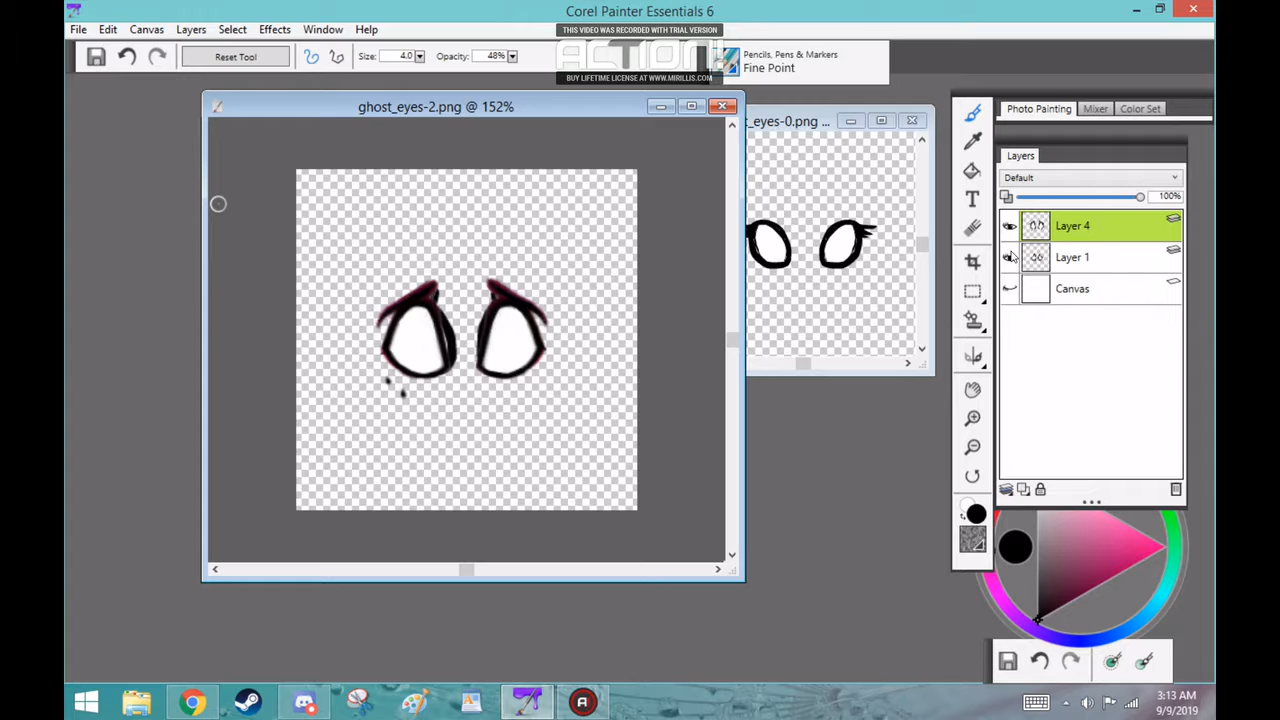 Corel Painter Essentials 6
File Edit Canvas Layers Select Effects Window Help
THIS VIDEO WAS RECORDED WITH TRIAL VERSION
ACTION!
BUY LIFETIME LICENSE AT WWW.MIRILLIS.COM
Reset Tool Size: 4.0 Opacity: 48%
Pencils, Pens & Markers
Fine Point
ghost_eyes-2.png @ 152%
t_eyes-0.png ...
Photo Painting Mixer Color Set
Layers
Default
100%
Layer 4
Layer 1
Canvas
3:13 AM
9/9/2019